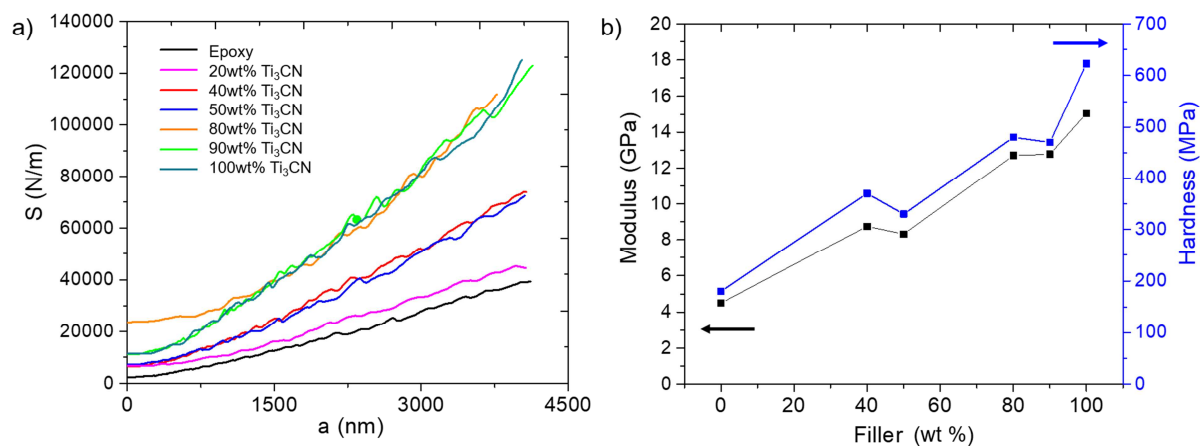 a)
140000
120000
100000
80000
60000
40000
20000
0
S (N/m)
Epoxy
20wt% Ti₃CN
40wt% Ti₃CN
50wt% Ti₃CN
80wt% Ti₃CN
90wt% Ti₃CN
100wt% Ti₃CN
0 1500 3000 4500
a (nm)
b)
20
18
16
14
12
10
8
6
4
2
0
Modulus (GPa)
700
600
500
400
300
200
100
0
Hardness (MPa)
0 20 40 60 80 100
Filler (wt %)